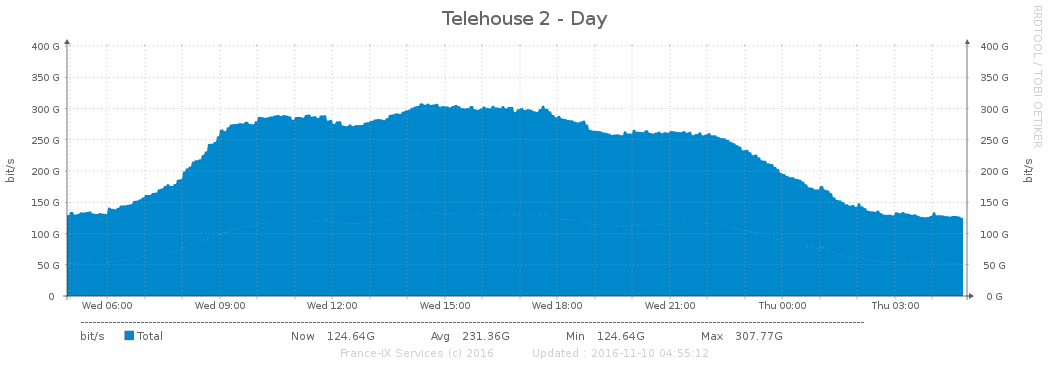 Telehouse 2 - Day
RRDTOOL / TOBI OETIKER
400 G 400 G
350 G 350 G
300 G 300 G
250 G 250 G
200 G 200 G
150 G 150 G
100 G 100 G
50 G 50 G
0 0 G
bit/s
bit/s
Wed 06:00 Wed 09:00 Wed 12:00 Wed 15:00 Wed 18:00 Wed 21:00 Thu 00:00 Thu 03:00
bit/s Total Now 124.64G Avg 231.36G Min 124.64G Max 307.77G
France-IX Services (c) 2016 Updated : 2016-11-10 04:55:12